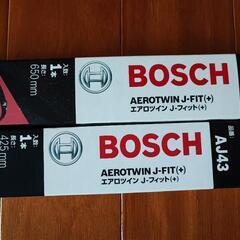 入数:
1本
長さ:
650mm
BOSCH
AEROTWIN J-FIT(+)
エアロツイン J-フィット(+)
入数:
1本
長さ:
425mm
BOSCH
AEROTWIN J-FIT(+)
エアロツイン J-フィット(+)
品番:
AJ43